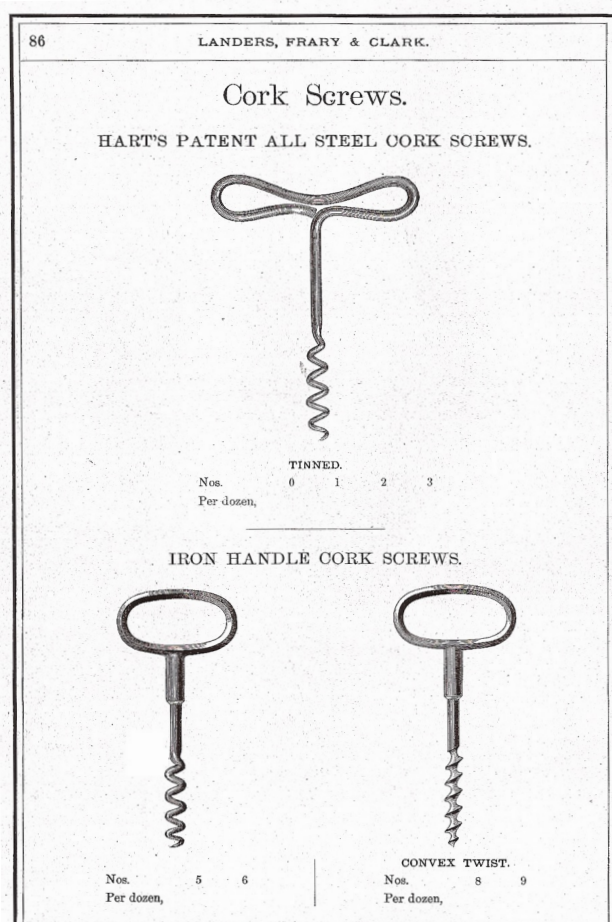 86 LANDERS, FRARY & CLARK.
Cork Screws.
HART'S PATENT ALL STEEL CORK SCREWS.
TINNED.
Nos. 0 1 2 3
Per dozen,
IRON HANDLE CORK SCREWS.
Nos. 5 6
Per dozen,
CONVEX TWIST.
Nos. 8 9
Per dozen,